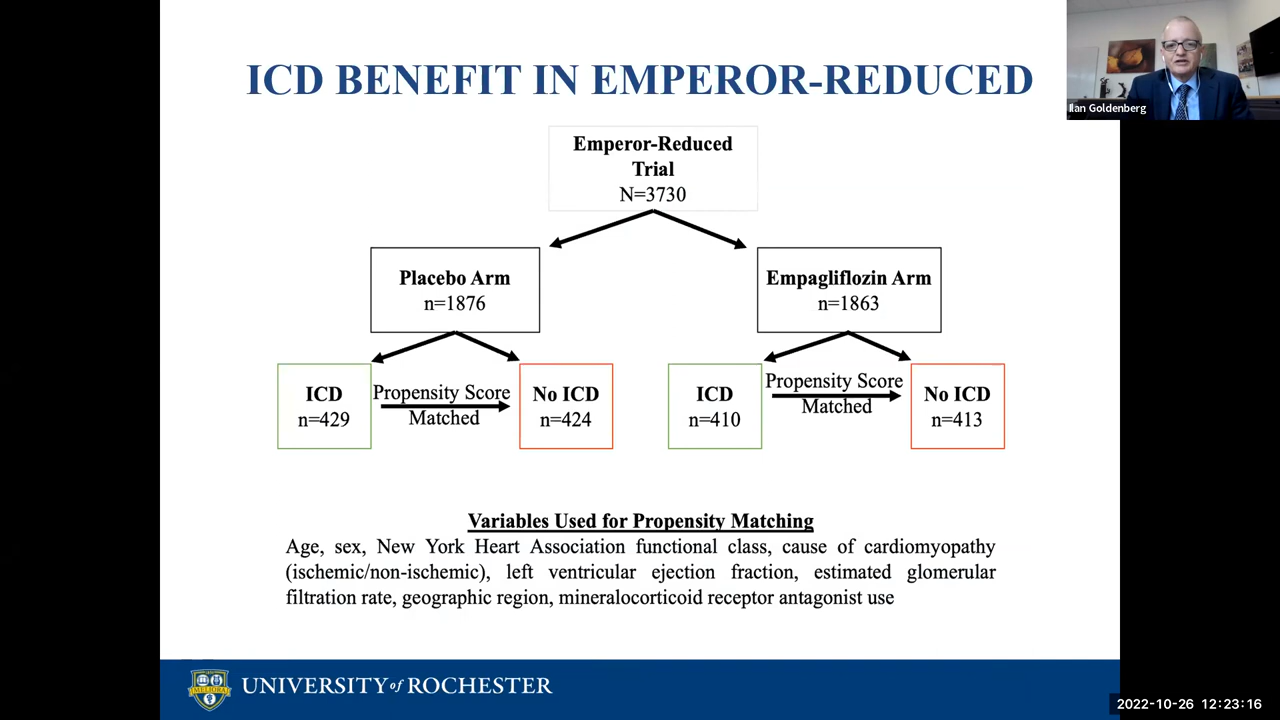 ICD BENEFIT IN EMPEROR-REDUCED
Ilan Goldenberg
Emperor-Reduced
Trial
N=3730
Placebo Arm
n=1876
Empagliflozin Arm
n=1863
ICD
n=429
Propensity Score
Matched
No ICD
n=424
ICD
n=410
Propensity Score
Matched
No ICD
n=413
Variables Used for Propensity Matching
Age, sex, New York Heart Association functional class, cause of cardiomyopathy
(ischemic/non-ischemic), left ventricular ejection fraction, estimated glomerular
filtration rate, geographic region, mineralocorticoid receptor antagonist use
MELIORA
UNIVERSITY of ROCHESTER
2022-10-26 12:23:16